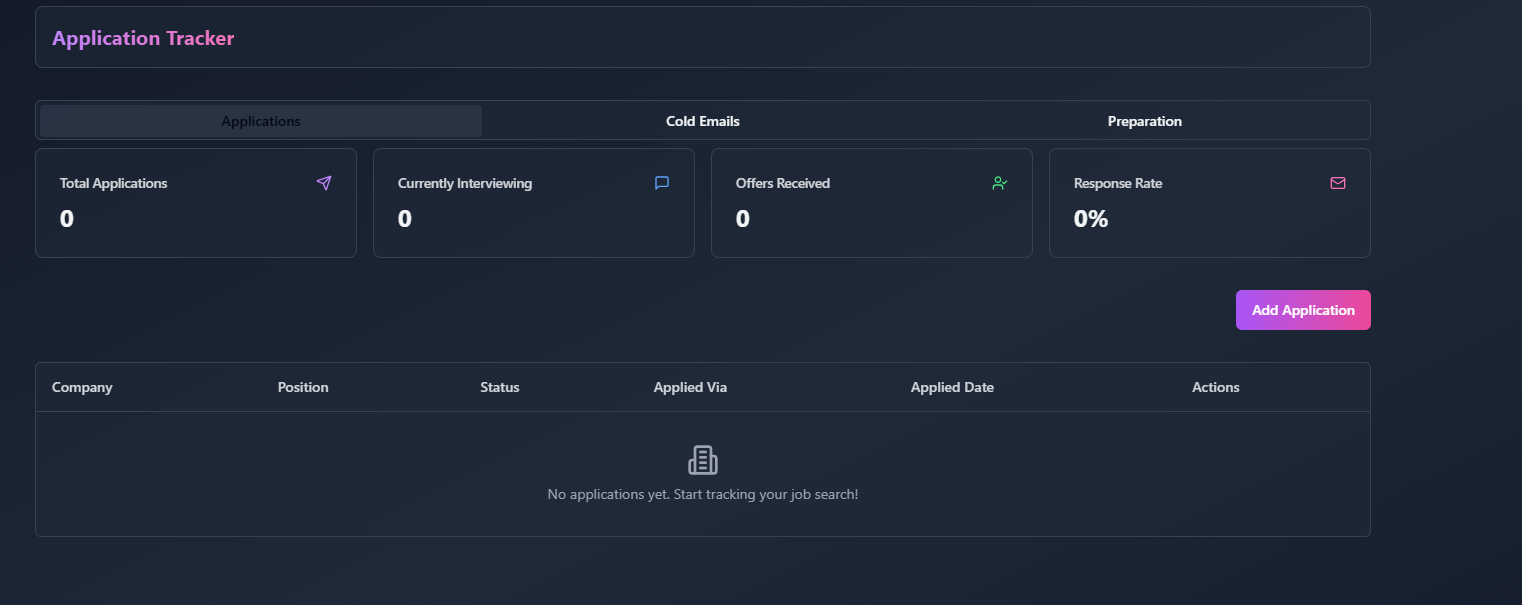 Application Tracker
Applications Cold Emails Preparation
Total Applications Currently Interviewing Offers Received Response Rate
0 0 0 0%
Add Application
Company Position Status Applied Via Applied Date Actions
No applications yet. Start tracking your job search!